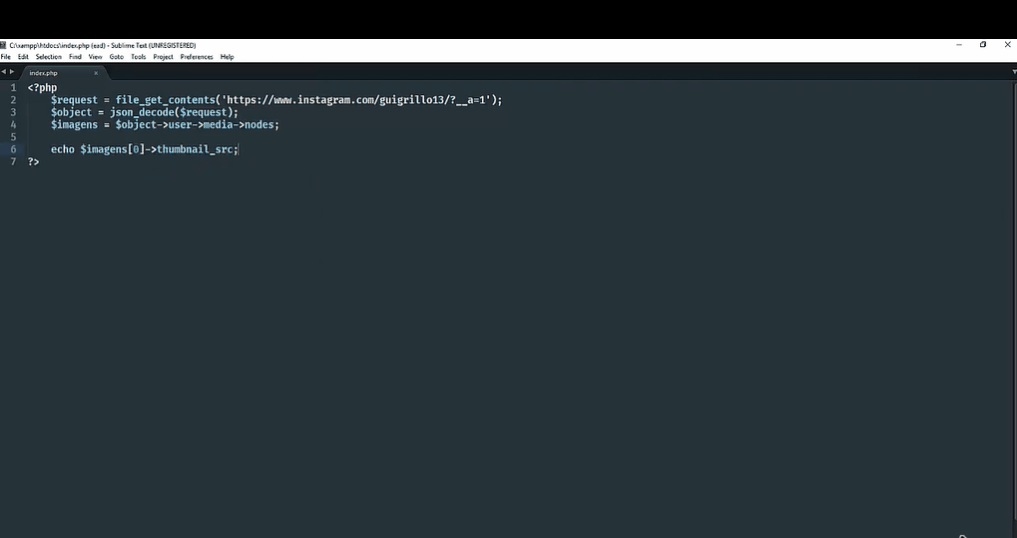 C:\xampp\htdocs\index.php (ead) - Sublime Text (UNREGISTERED)
File Edit Selection Find View Goto Tools Project Preferences Help
index.php ×
1 <?php
2 $request = file_get_contents('https://www.instagram.com/guigrillo13/?__a=1');
3 $object = json_decode($request);
4 $imagens = $object->user->media->nodes;
5
6 echo $imagens[0]->thumbnail_src;
7 ?>